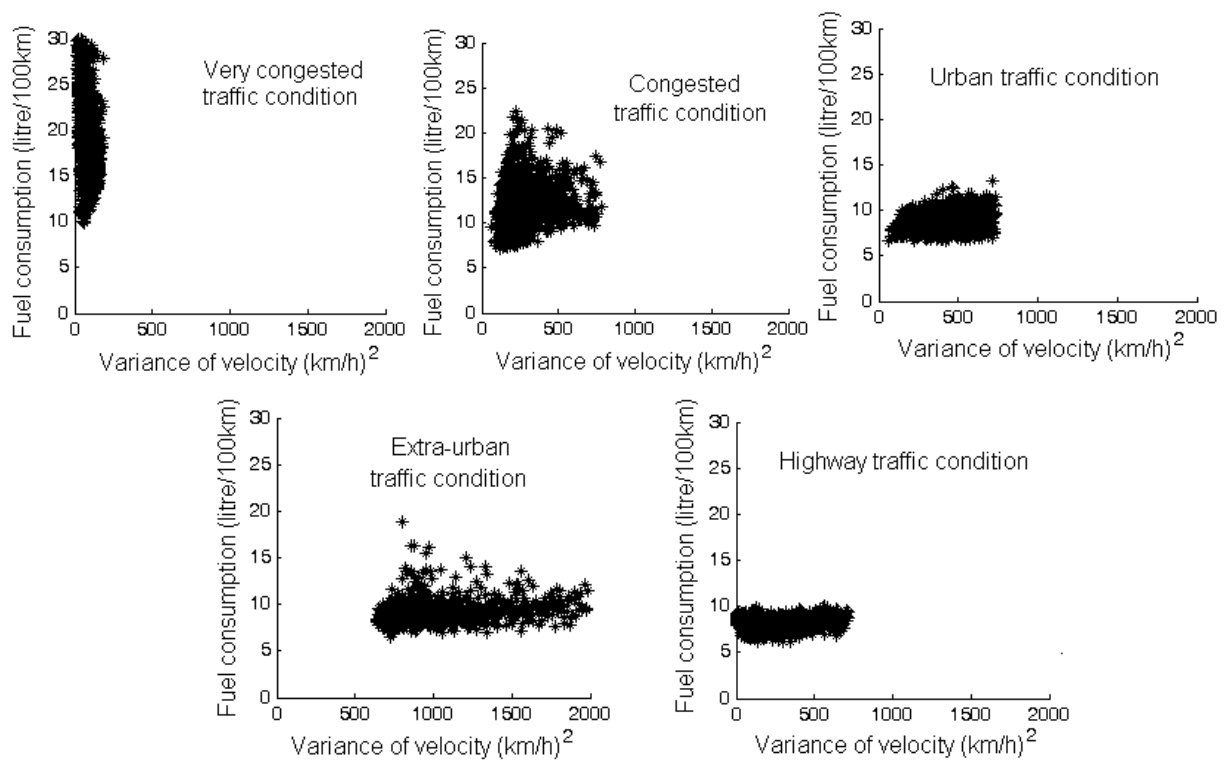 30
25
20
15
10
5
0
Fuel consumption (litre/100km)
Very congested
traffic condition
0 500 1000 1500 2000
Variance of velocity (km/h)2
30
25
20
15
10
5
0
Fuel consumption (litre/100km)
Congested
traffic condition
0 500 1000 1500 2000
Variance of velocity (km/h)2
30
25
20
15
10
5
0
Fuel consumption (litre/100km)
Urban traffic condition
0 500 1000 1500 2000
Variance of velocity (km/h)2
30
25
20
15
10
5
0
Fuel consumption (litre/100km)
Extra-urban
traffic condition
0 500 1000 1500 2000
Variance of velocity (km/h)2
30
25
20
15
10
5
0
Fuel consumption (litre/100km)
Highway traffic condition
0 500 1000 1500 2000
Variance of velocity (km/h)2